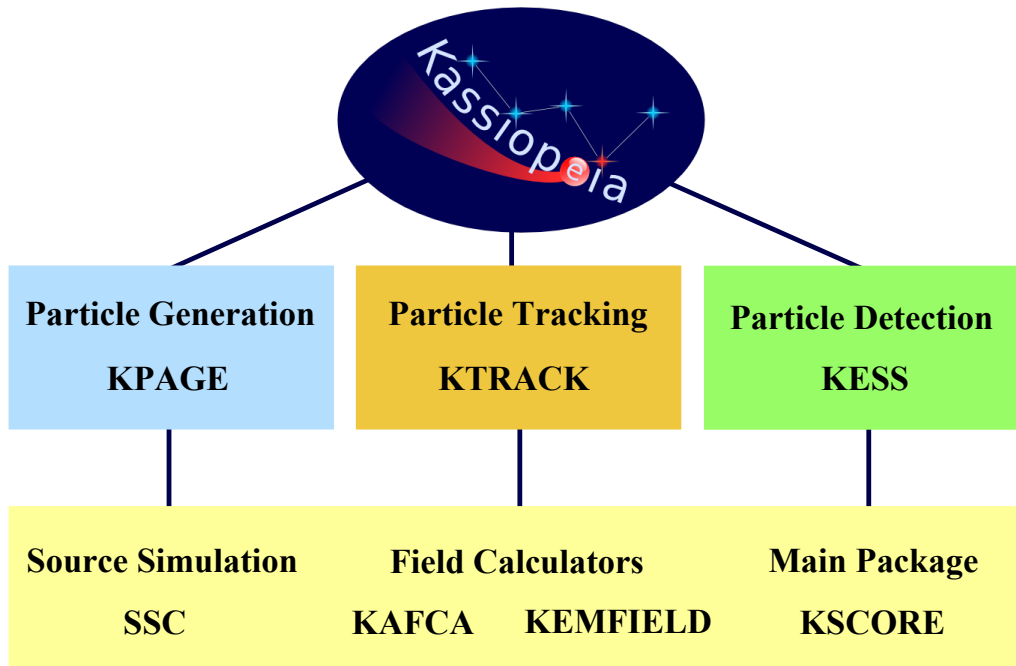 Kassiopeia
Particle Generation
KPAGE
Particle Tracking
KTRACK
Particle Detection
KESS
Source Simulation
SSC
Field Calculators
KAFCA KEMFIELD
Main Package
KSCORE